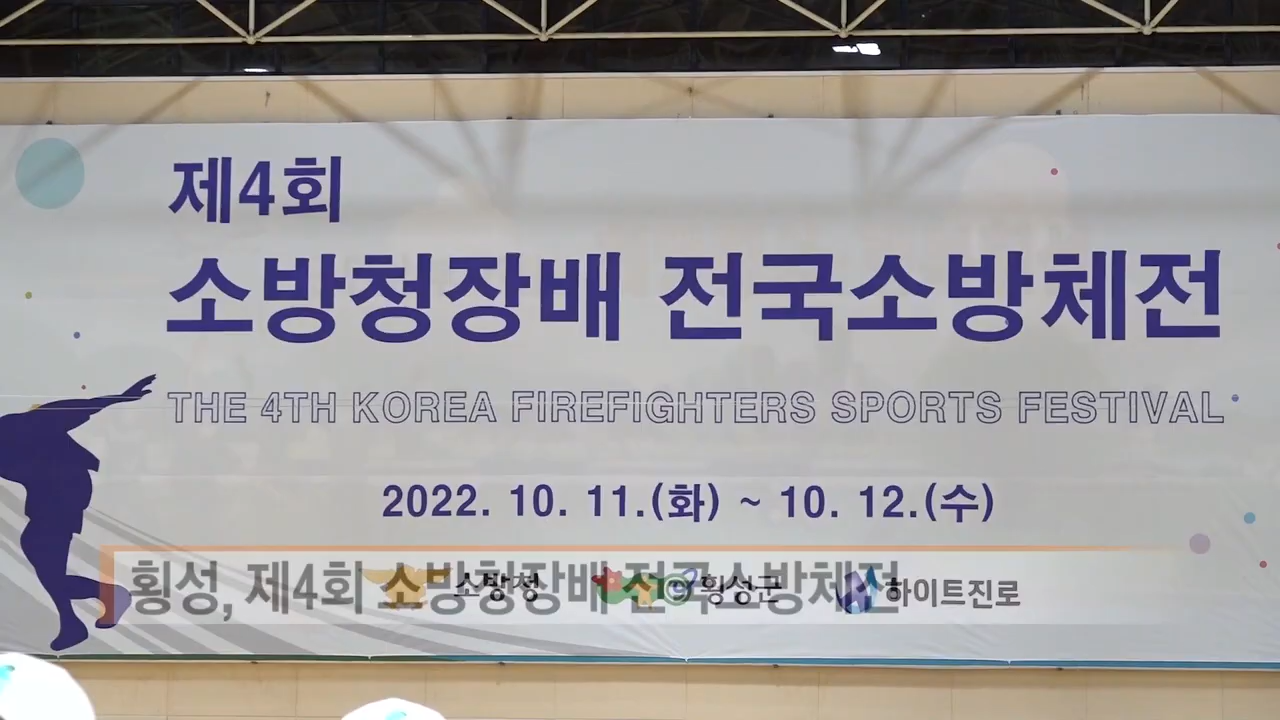 제4회
소방청장배 전국소방체전
THE 4TH KOREA FIREFIGHTERS SPORTS FESTIVAL
2022. 10. 11.(화) ~ 10. 12.(수)
횡성, 제4회 소방청장배 전국소방체전
소방청 횡성군 하이트진로